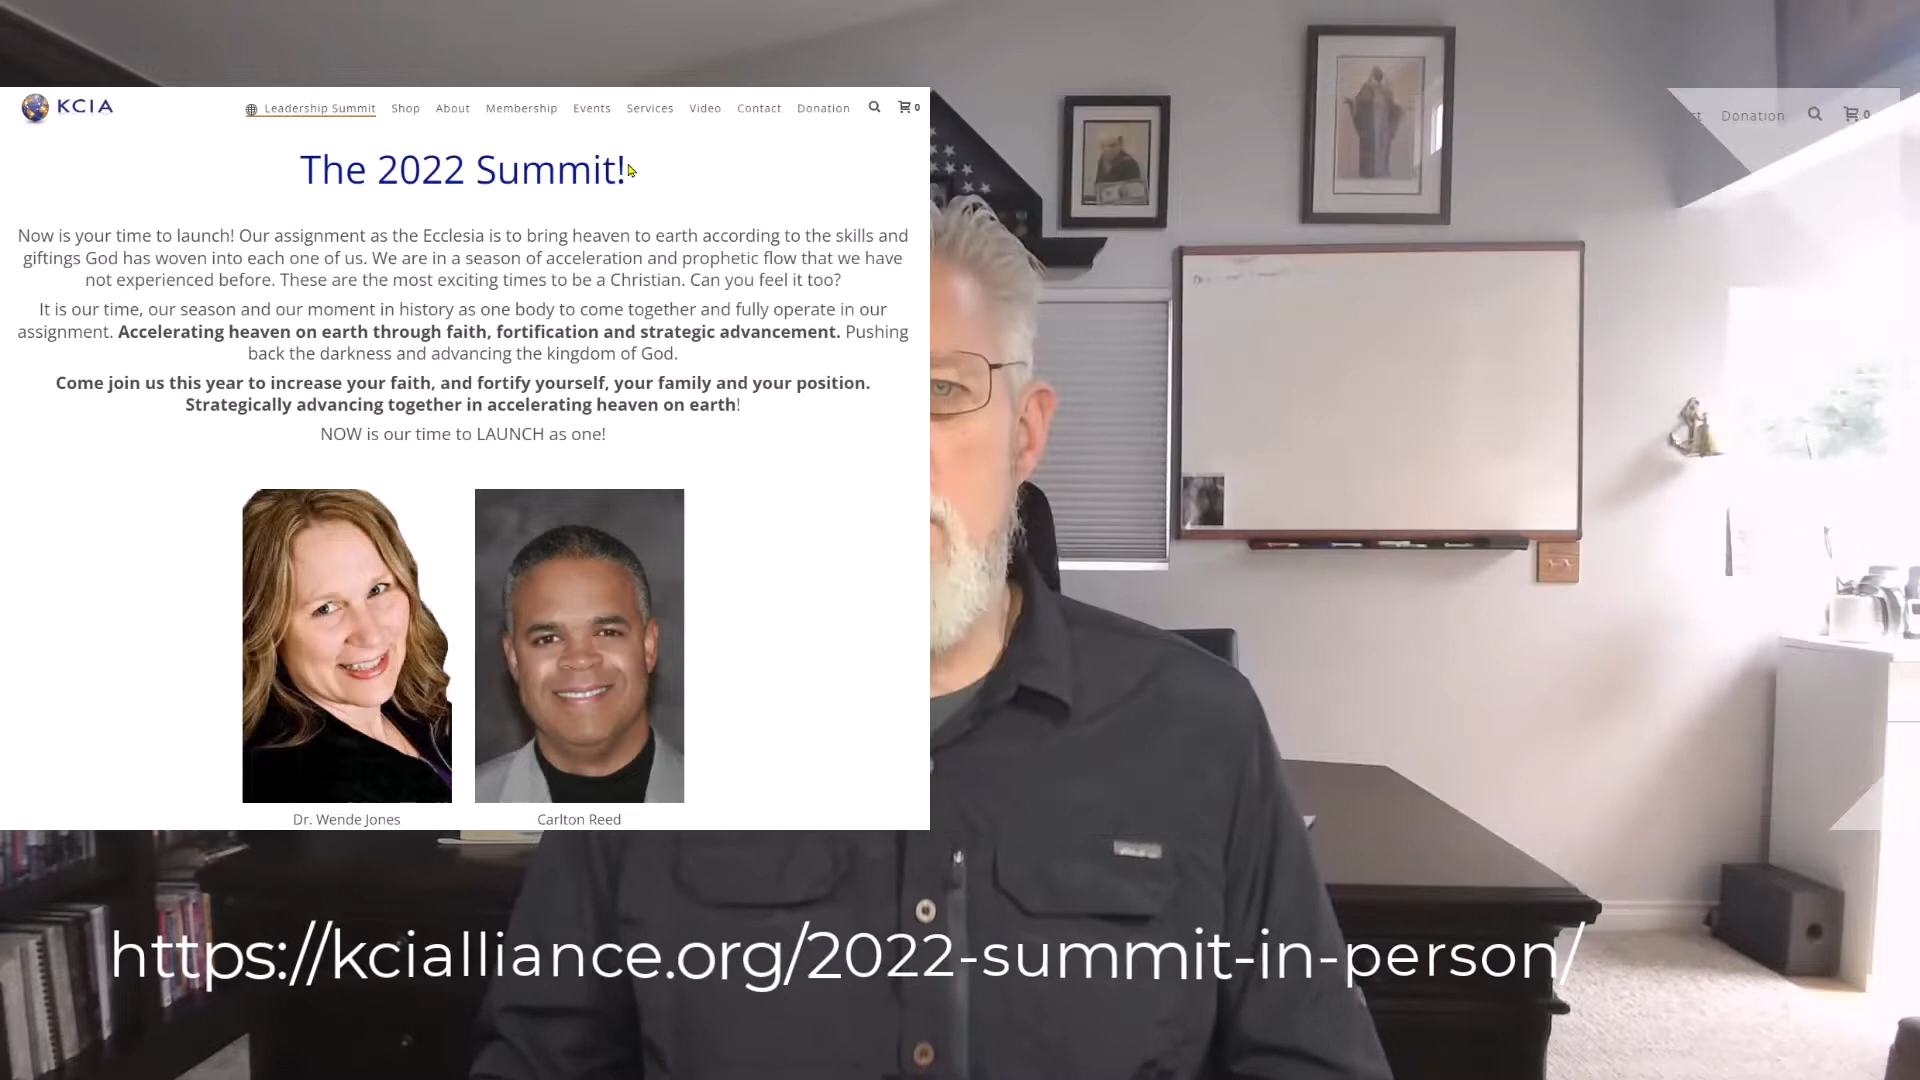 KCIA
Leadership Summit Shop About Membership Events Services Video Contact Donation 0
Donation 0
The 2022 Summit!
Now is your time to launch! Our assignment as the Ecclesia is to bring heaven to earth according to the skills and
giftings God has woven into each one of us. We are in a season of acceleration and prophetic flow that we have
not experienced before. These are the most exciting times to be a Christian. Can you feel it too?
It is our time, our season and our moment in history as one body to come together and fully operate in our
assignment. Accelerating heaven on earth through faith, fortification and strategic advancement. Pushing
back the darkness and advancing the kingdom of God.
Come join us this year to increase your faith, and fortify yourself, your family and your position.
Strategically advancing together in accelerating heaven on earth!
NOW is our time to LAUNCH as one!
Dr. Wende Jones
Carlton Reed
https://kcialliance.org/2022-summit-in-person/